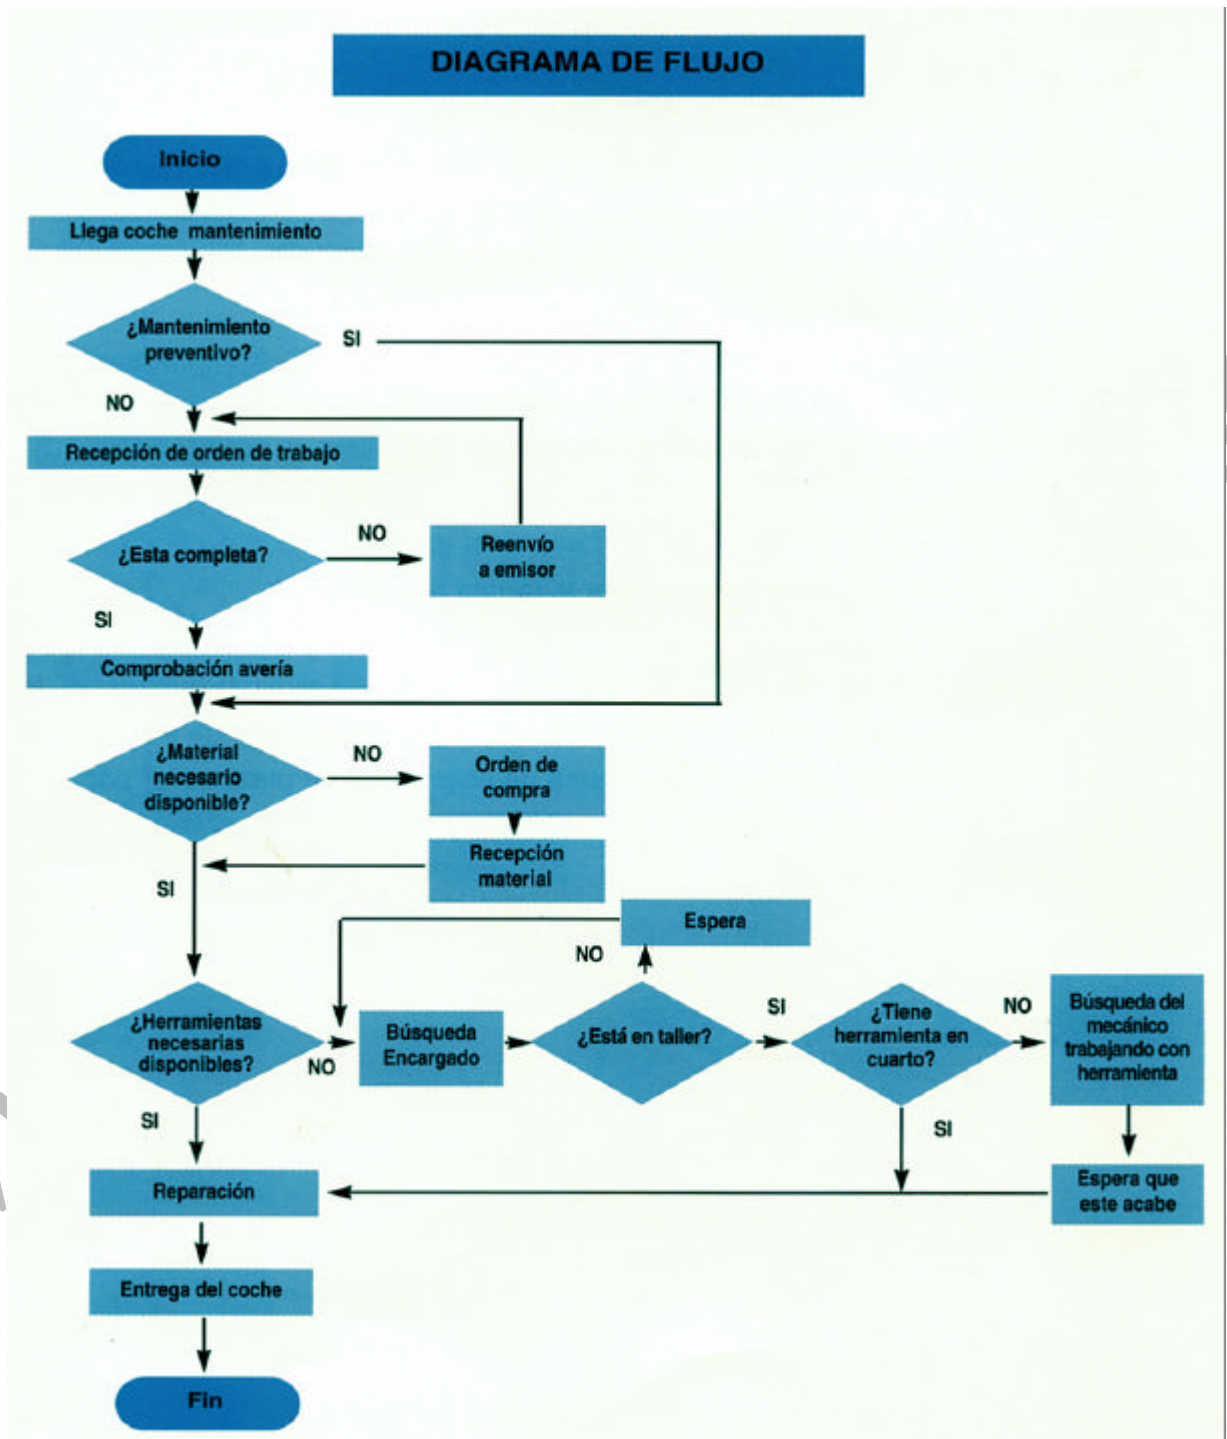 DIAGRAMA DE FLUJO
Inicio
Llega coche mantenimiento
¿Mantenimiento
preventivo?
SI
NO
Recepción de orden de trabajo
¿Esta completa?
NO
Reenvío
a emisor
SI
Comprobación avería
¿Material
necesario
disponible?
NO
Orden de
compra
Recepción
material
SI
Espera
NO
¿Herramientas
necesarias
disponibles?
NO
Búsqueda
Encargado
¿Está en taller?
SI
¿Tiene
herramienta en
cuarto?
NO
Búsqueda del
mecánico
trabajando con
herramienta
SI
SI
Reparación
Espera que
este acabe
Entrega del coche
Fin